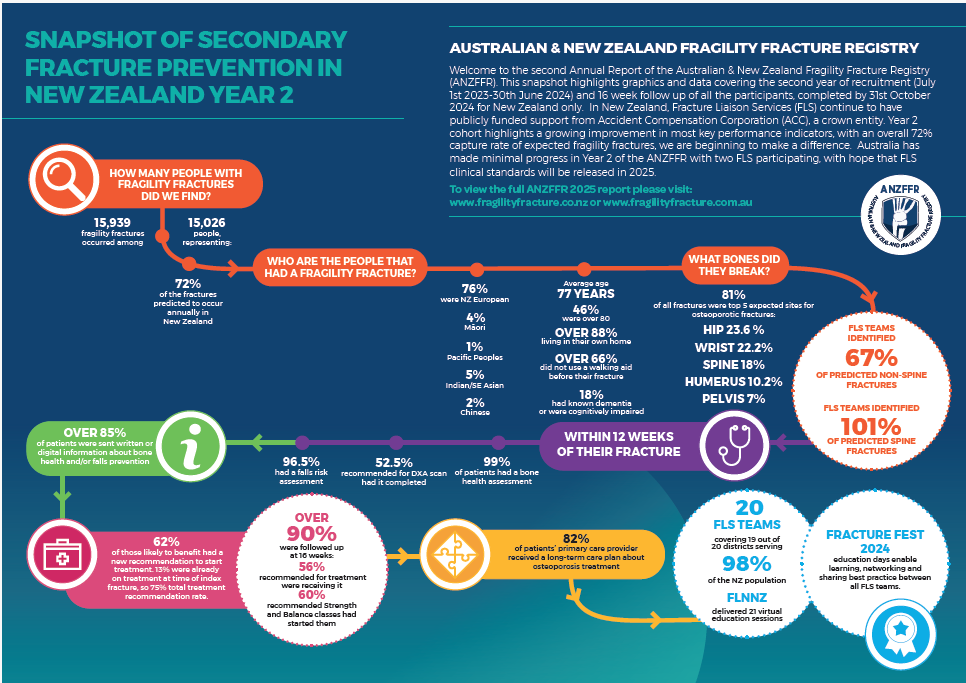 SNAPSHOT OF SECONDARY
FRACTURE PREVENTION IN
NEW ZEALAND YEAR 2
AUSTRALIAN & NEW ZEALAND FRAGILITY FRACTURE REGISTRY
Welcome to the second Annual Report of the Australian & New Zealand Fragility Fracture Registry
(ANZFFR). This snapshot highlights graphics and data covering the second year of recruitment (July
1st 2023-30th June 2024) and 16 week follow up of all the participants, completed by 31st October
2024 for New Zealand only.  In New Zealand, Fracture Liaison Services (FLS) continue to have
publicly funded support from Accident Compensation Corporation (ACC), a crown entity. Year 2
cohort highlights a growing improvement in most key performance indicators, with an overall 72%
capture rate of expected fragility fractures, we are beginning to make a difference.  Australia has
made minimal progress in Year 2 of the ANZFFR with two FLS participating, with hope that FLS
clinical standards will be released in 2025.
To view the full ANZFFR 2025 report please visit:
www.fragilityfracture.co.nz or www.fragilityfracture.com.au
ANZFFR
AUSTRALIAN & NEW ZEALAND FRAGILITY FRACTURE REGISTRY
HOW MANY PEOPLE WITH
FRAGILITY FRACTURES
DID WE FIND?
15,939
fragility fractures
occurred among
15,026
people,
representing:
72%
of the fractures
predicted to occur
annually in
New Zealand
WHO ARE THE PEOPLE THAT
HAD A FRAGILITY FRACTURE?
76%
were NZ European
4%
Māori
1%
Pacific Peoples
5%
Indian/SE Asian
2%
Chinese
Average age
77 YEARS
46%
were over 80
OVER 88%
living in their own home
OVER 66%
did not use a walking aid
before their fracture
18%
had known dementia
or were cognitively impaired
WHAT BONES DID
THEY BREAK?
81%
of all fractures were top 5 expected sites for
osteoporotic fractures:
HIP 23.6 %
WRIST 22.2%
SPINE 18%
HUMERUS 10.2%
PELVIS 7%
FLS TEAMS
IDENTIFIED
67%
OF PREDICTED NON-SPINE
FRACTURES
FLS TEAMS IDENTIFIED
101%
OF PREDICTED SPINE
FRACTURES
WITHIN 12 WEEKS
OF THEIR FRACTURE
99%
of patients had a bone
health assessment
52.5%
recommended for DXA scan
had it completed
96.5%
had a falls risk
assessment
OVER 85%
of patients were sent written or
digital information about bone
health and/or falls prevention
62%
of those likely to benefit had a
new recommendation to start
treatment. 13% were already
on treatment at time of index
fracture, so 75% total treatment
recommendation rate.
OVER
90%
were followed up
at 16 weeks:
56%
recommended for treatment
were receiving it
60%
recommended Strength
and Balance classes had
started them
82%
of patients' primary care provider
received a long-term care plan about
osteoporosis treatment
20
FLS TEAMS
covering 19 out of
20 districts serving
98%
of the NZ population
FLNNZ
delivered 21 virtual
education sessions
FRACTURE FEST
2024
education days enable
learning, networking and
sharing best practice between
all FLS teams.